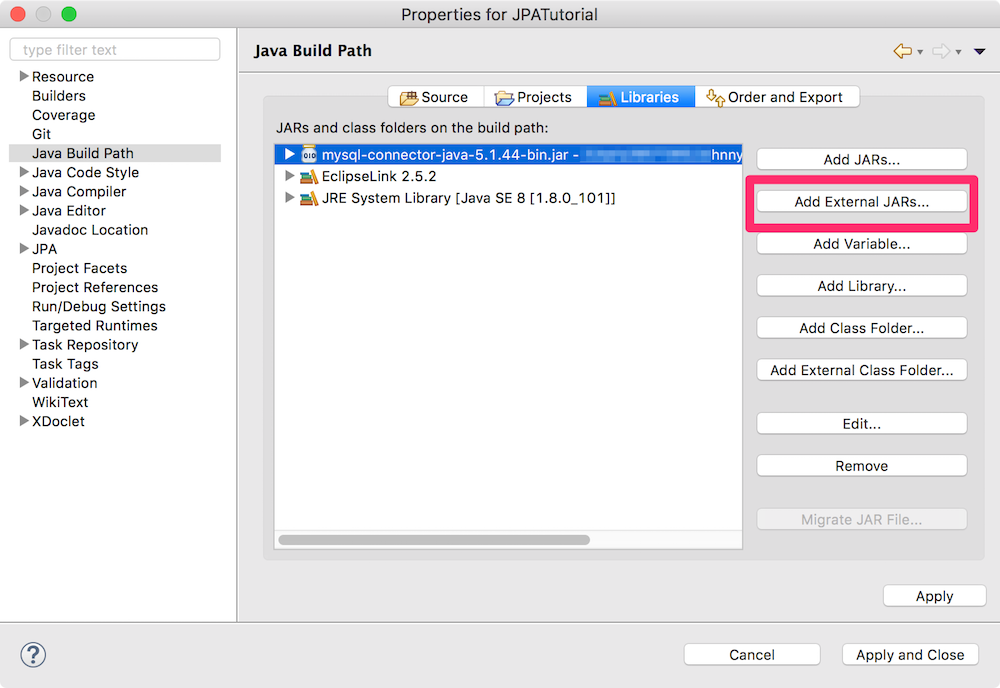 Properties for JPATutorial
type filter text
Resource
Builders
Coverage
Git
Java Build Path
Java Code Style
Java Compiler
Java Editor
Javadoc Location
JPA
Project Facets
Project References
Run/Debug Settings
Targeted Runtimes
Task Repository
Task Tags
Validation
WikiText
XDoclet
Java Build Path
Source Projects Libraries Order and Export
JARs and class folders on the build path:
mysql-connector-java-5.1.44-bin.jar - hnny
EclipseLink 2.5.2
JRE System Library [Java SE 8 [1.8.0_101]]
Add JARs...
Add External JARs...
Add Variable...
Add Library...
Add Class Folder...
Add External Class Folder...
Edit...
Remove
Migrate JAR File...
Apply
?
Cancel
Apply and Close